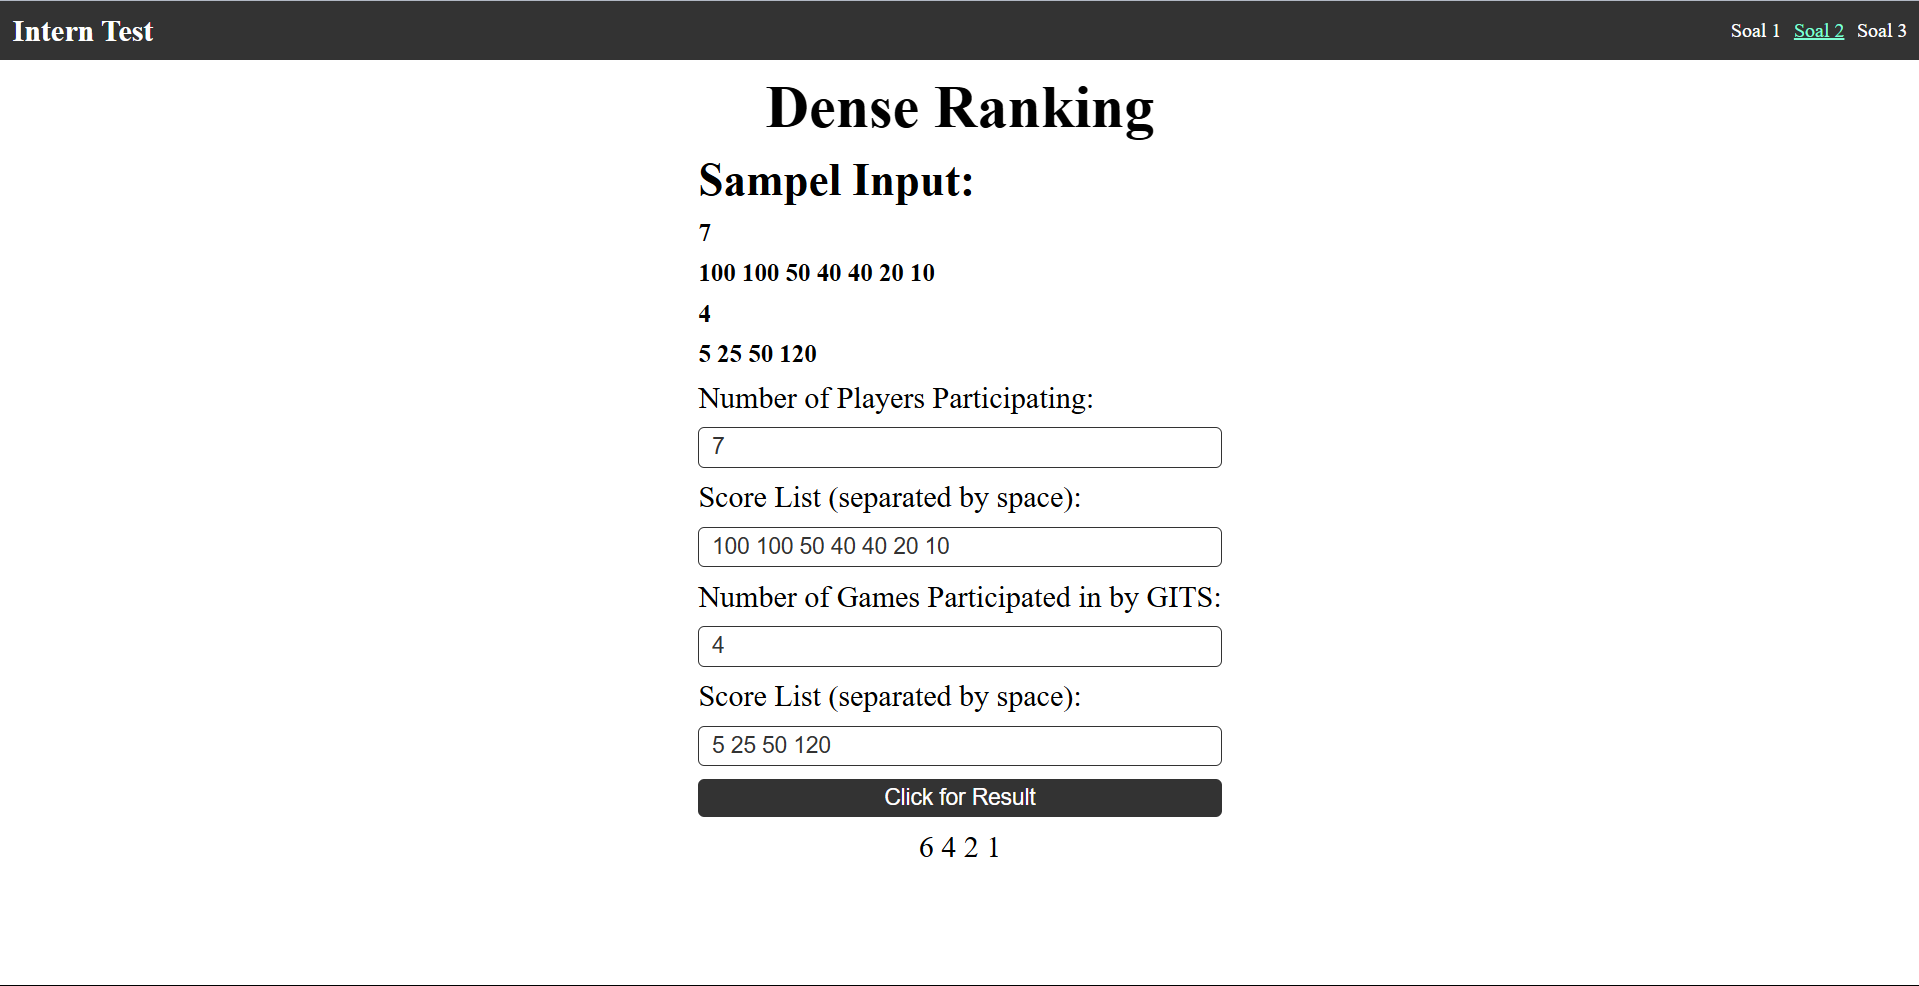 Intern Test
Soal 1 Soal 2 Soal 3
Dense Ranking
Sampel Input:
7
100 100 50 40 40 20 10
4
5 25 50 120
Number of Players Participating:
7
Score List (separated by space):
100 100 50 40 40 20 10
Number of Games Participated in by GITS:
4
Score List (separated by space):
5 25 50 120
Click for Result
6 4 2 1